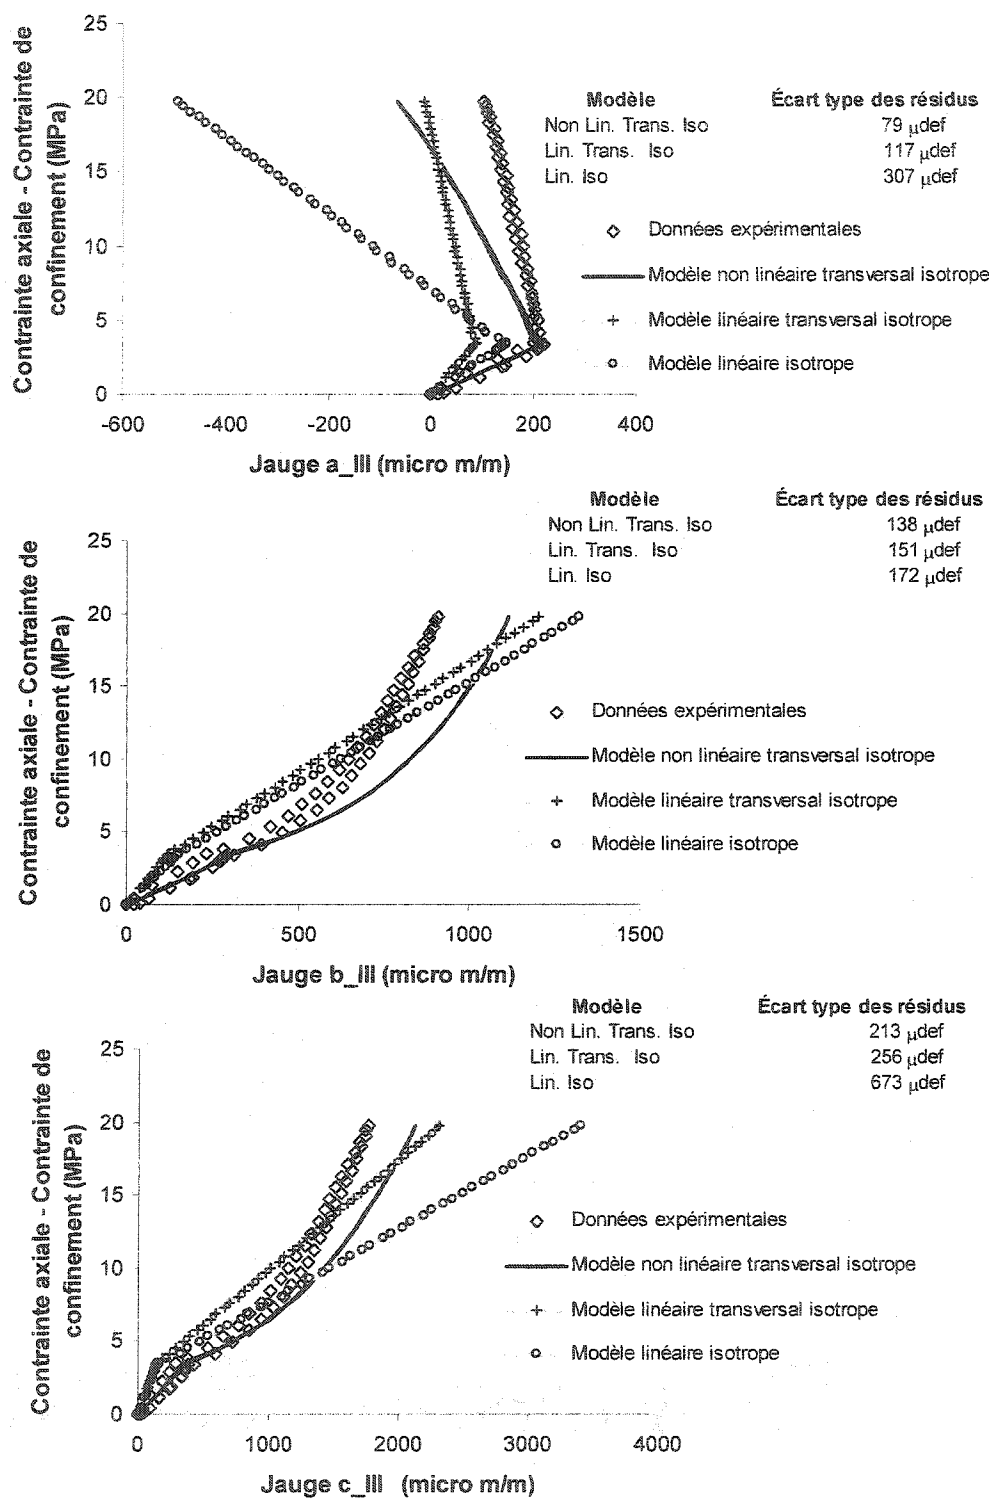 Contrainte axiale - Contrainte de
confinement (MPa)
25
20
15
10
5
0
-600
-400
-200
0
200
400
Jauge a_III (micro m/m)
Modèle Écart type des résidus
Non Lin. Trans. Iso 79 µdef
Lin. Trans. Iso 117 µdef
Lin. Iso 307 µdef
Données expérimentales
Modèle non linéaire transversal isotrope
Modèle linéaire transversal isotrope
Modèle linéaire isotrope
Modèle Écart type des résidus
Non Lin. Trans. Iso 138 µdef
Lin. Trans. Iso 151 µdef
Lin. Iso 172 µdef
Contrainte axiale - Contrainte de
confinement (MPa)
25
20
15
10
5
0
0
500
1000
1500
Jauge b_III (micro m/m)
Données expérimentales
Modèle non linéaire transversal isotrope
Modèle linéaire transversal isotrope
Modèle linéaire isotrope
Modèle Écart type des résidus
Non Lin. Trans. Iso 213 µdef
Lin. Trans. Iso 256 µdef
Lin. Iso 673 µdef
Contrainte axiale - Contrainte de
confinement (MPa)
25
20
15
10
5
0
0
1000
2000
3000
4000
Jauge c_III (micro m/m)
Données expérimentales
Modèle non linéaire transversal isotrope
Modèle linéaire transversal isotrope
Modèle linéaire isotrope